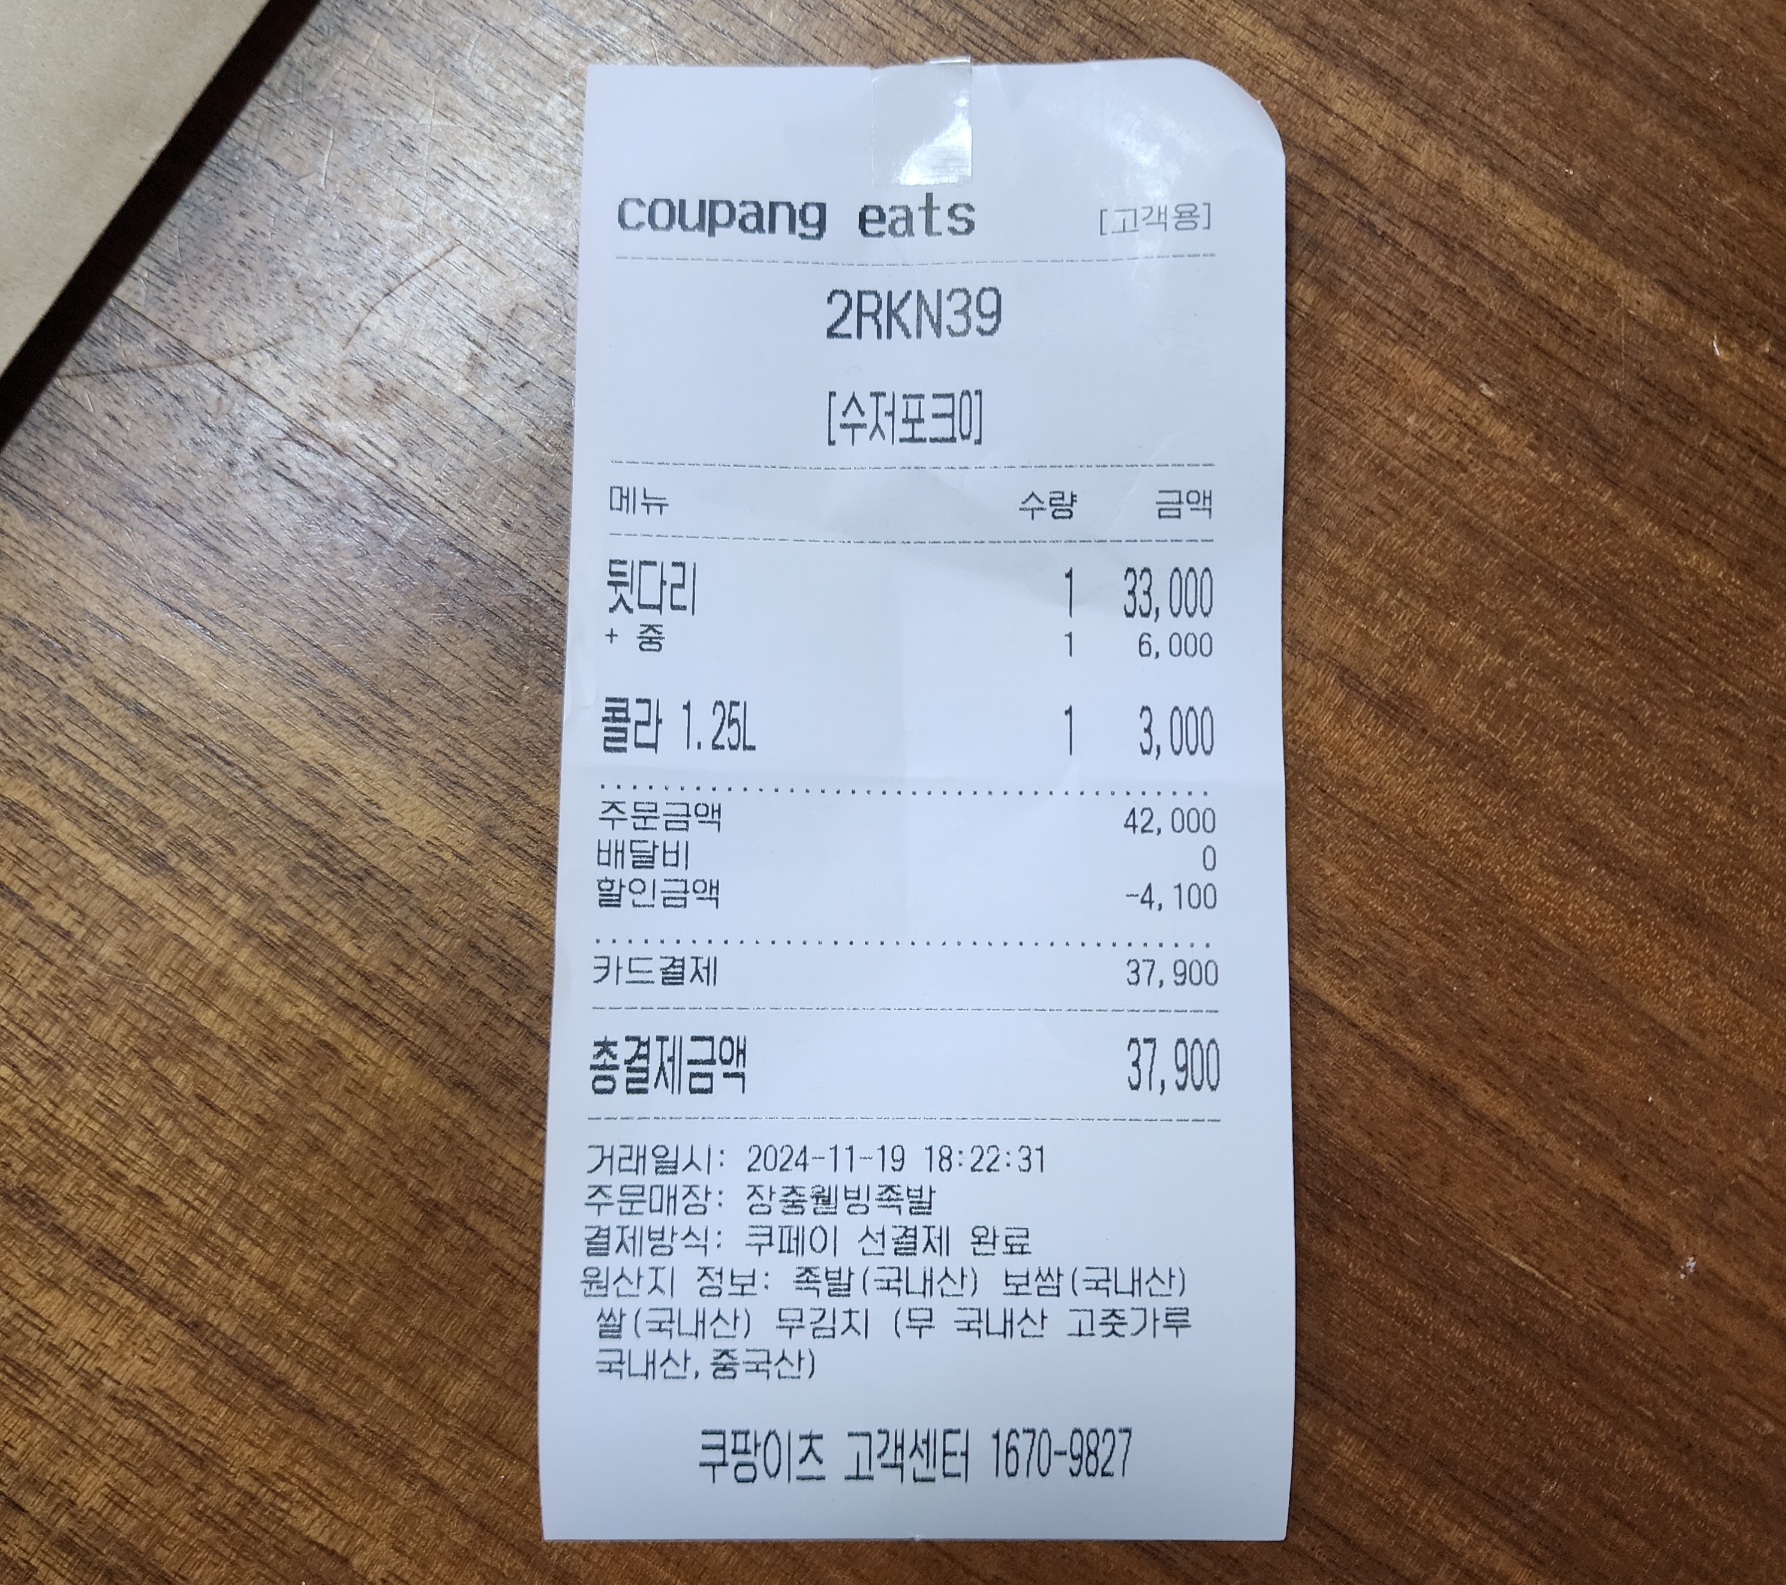 coupang eats [고객용]
2RKN39
[수저포크0]
메뉴 수량 금액
뒷다리 1 33,000
+ 중 1 6,000
콜라 1.25L 1 3,000
주문금액 42,000
배달비 0
할인금액 -4,100
카드결제 37,900
총결제금액 37,900
거래일시: 2024-11-19 18:22:31
주문매장: 장충웰빙족발
결제방식: 쿠페이 선결제 완료
원산지 정보: 족발(국내산) 보쌈(국내산)
쌀(국내산) 무김치 (무 국내산 고춧가루
국내산,중국산)
쿠팡이츠 고객센터 1670-9827